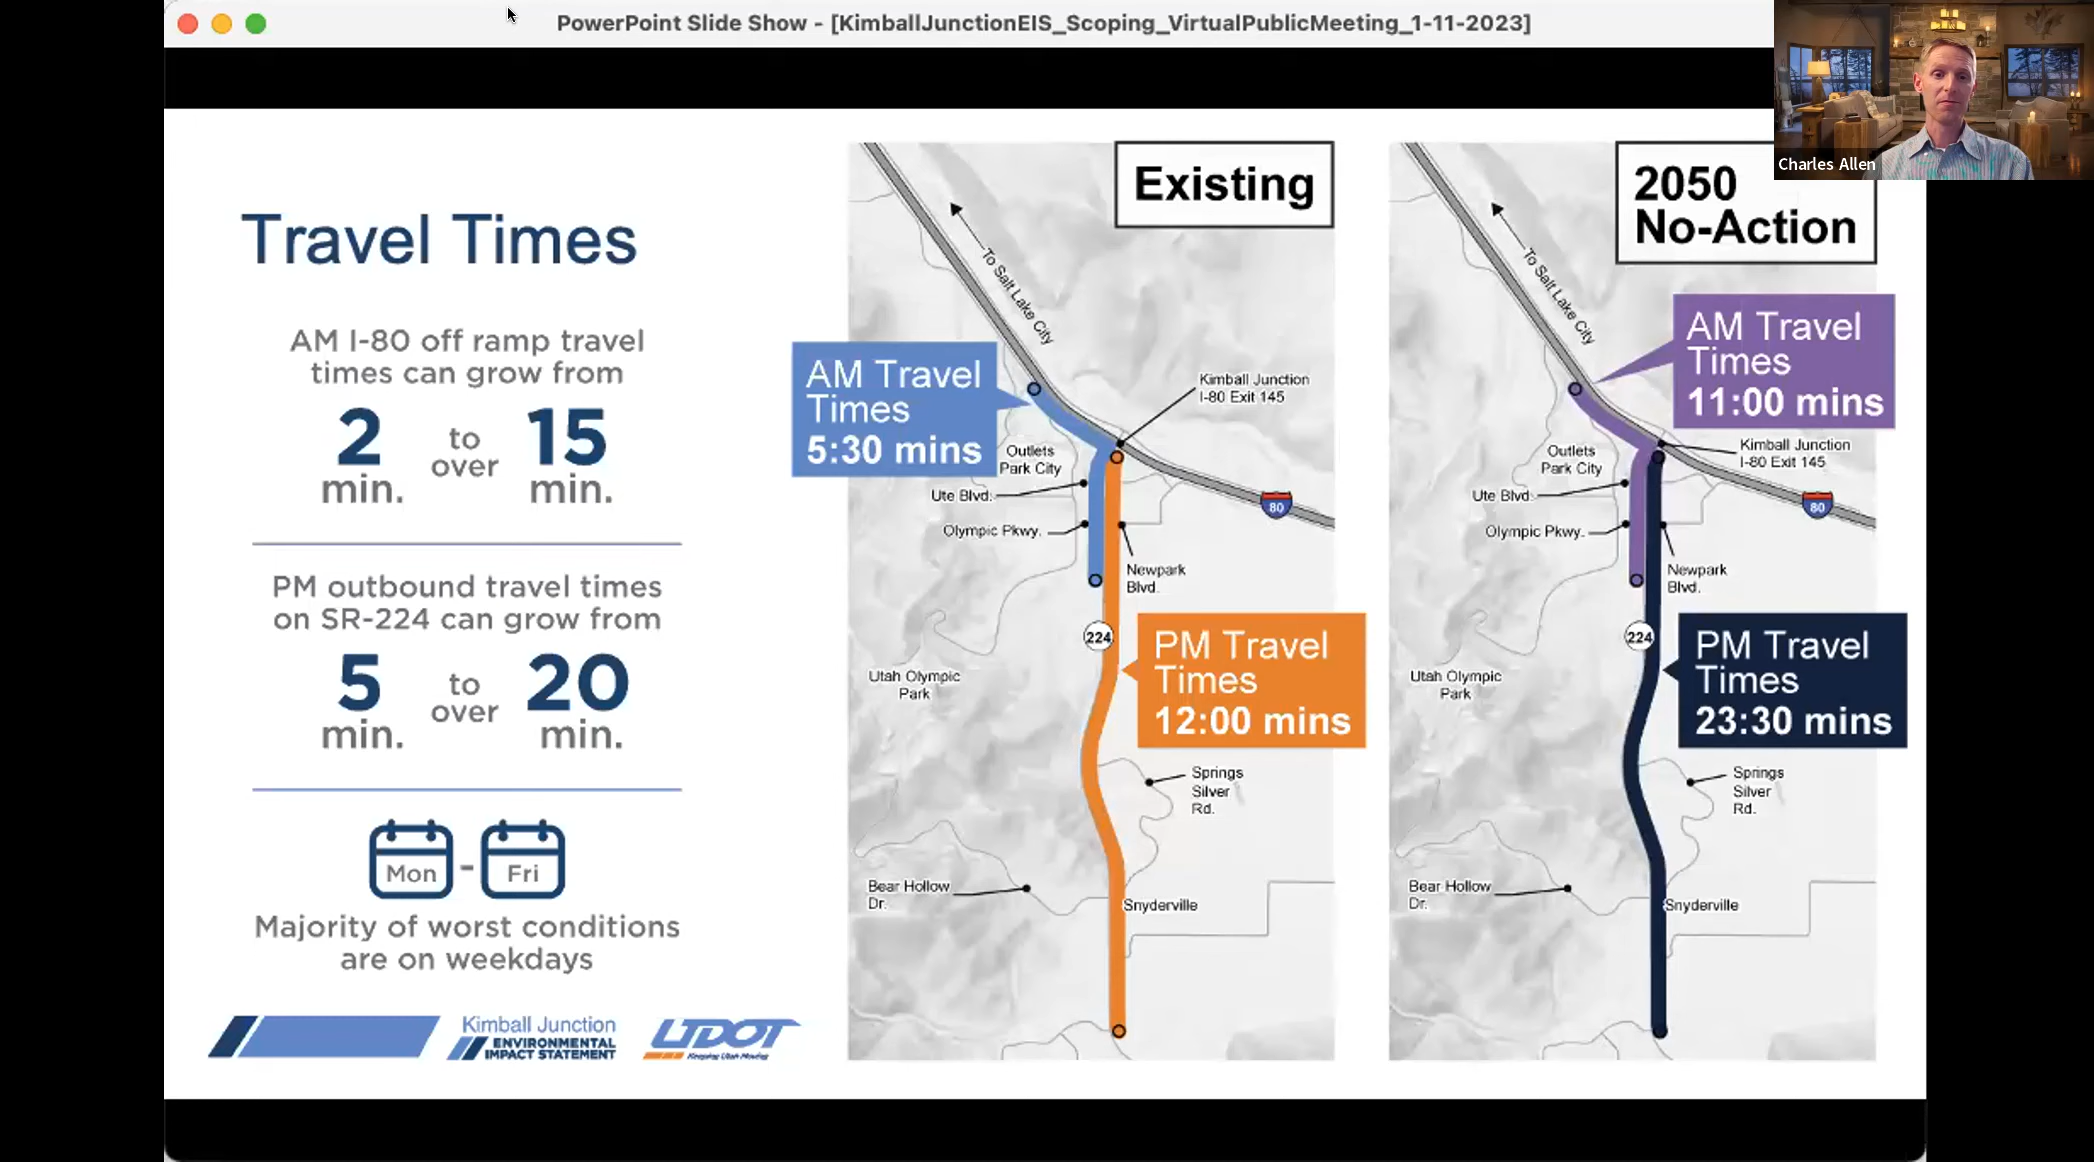 PowerPoint Slide Show - [KimballJunctionEIS_Scoping_VirtualPublicMeeting_1-11-2023]
Charles Allen
Travel Times
AM I-80 off ramp travel
times can grow from
2 min. to over 15 min.
PM outbound travel times
on SR-224 can grow from
5 min. to over 20 min.
Mon - Fri
Majority of worst conditions
are on weekdays
Kimball Junction
ENVIRONMENTAL
IMPACT STATEMENT
UDOT
Keeping Utah Moving
Existing
To Salt Lake City
AM Travel
Times
5:30 mins
Kimball Junction
I-80 Exit 145
Outlets
Park City
Ute Blvd.
80
Olympic Pkwy.
Newpark
Blvd.
224
PM Travel
Times
12:00 mins
Utah Olympic
Park
Springs
Silver
Rd.
Bear Hollow
Dr.
Snyderville
2050
No-Action
To Salt Lake City
AM Travel
Times
11:00 mins
Kimball Junction
I-80 Exit 145
Outlets
Park City
Ute Blvd.
80
Olympic Pkwy.
Newpark
Blvd.
224
PM Travel
Times
23:30 mins
Utah Olympic
Park
Springs
Silver
Rd.
Bear Hollow
Dr.
Snyderville